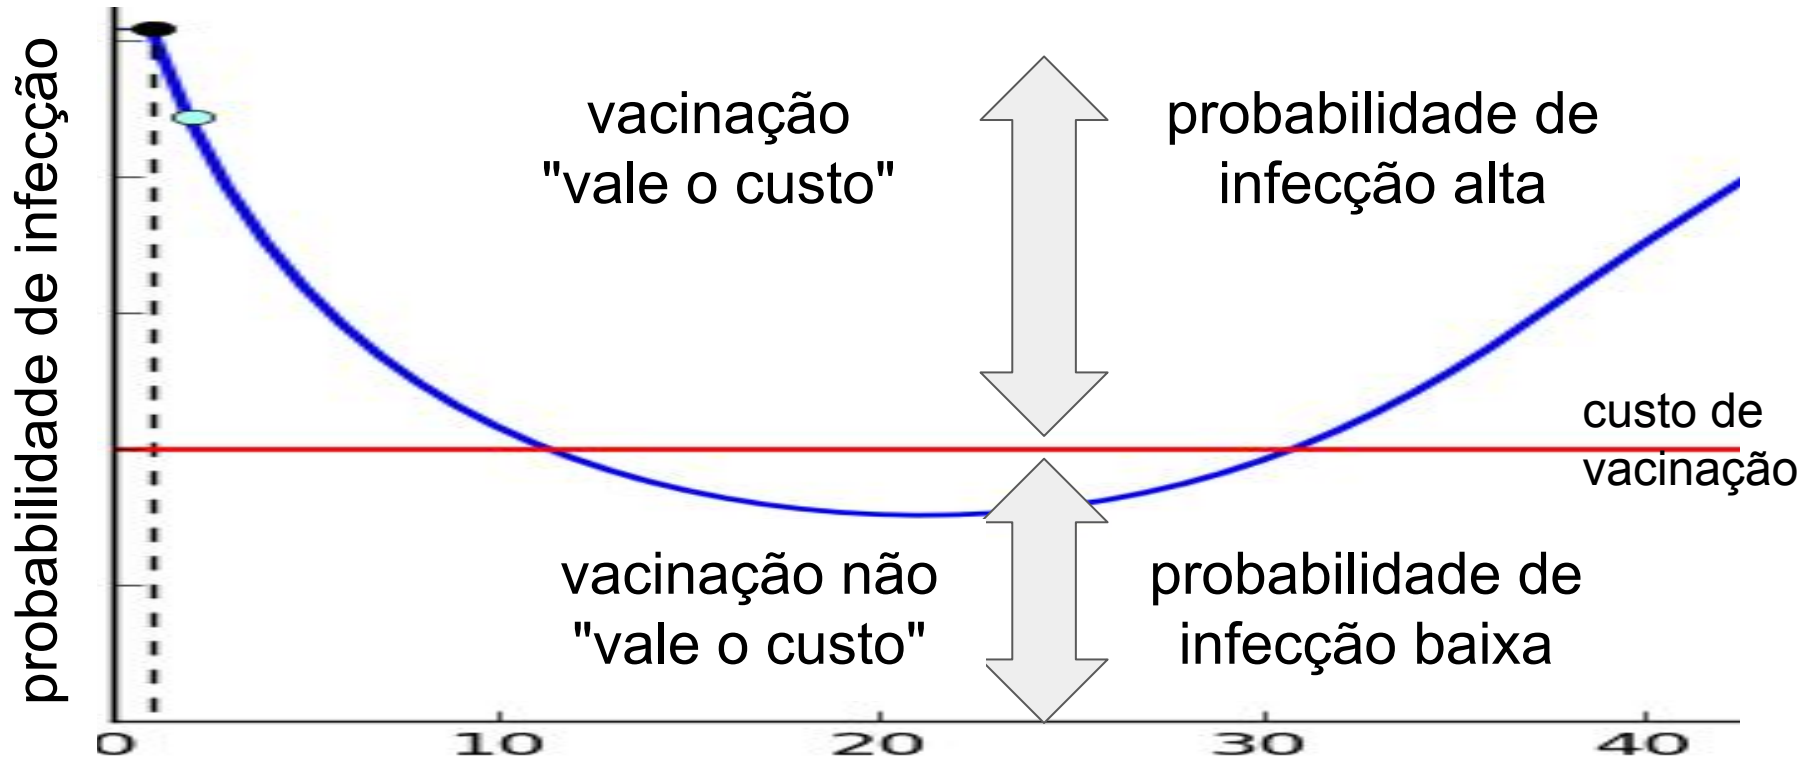 probabilidade de infecção
vacinação
"vale o custo"
probabilidade de
infecção alta
custo de
vacinação
vacinação não
"vale o custo"
probabilidade de
infecção baixa
0 10 20 30 40